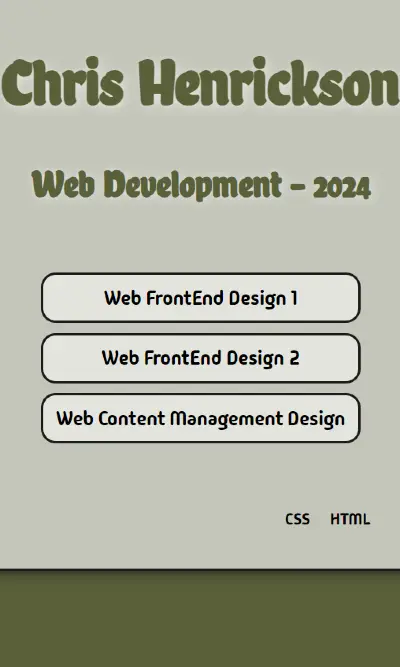 Chris Henrickson
Web Development - 2024
Web FrontEnd Design 1
Web FrontEnd Design 2
Web Content Management Design
CSS HTML